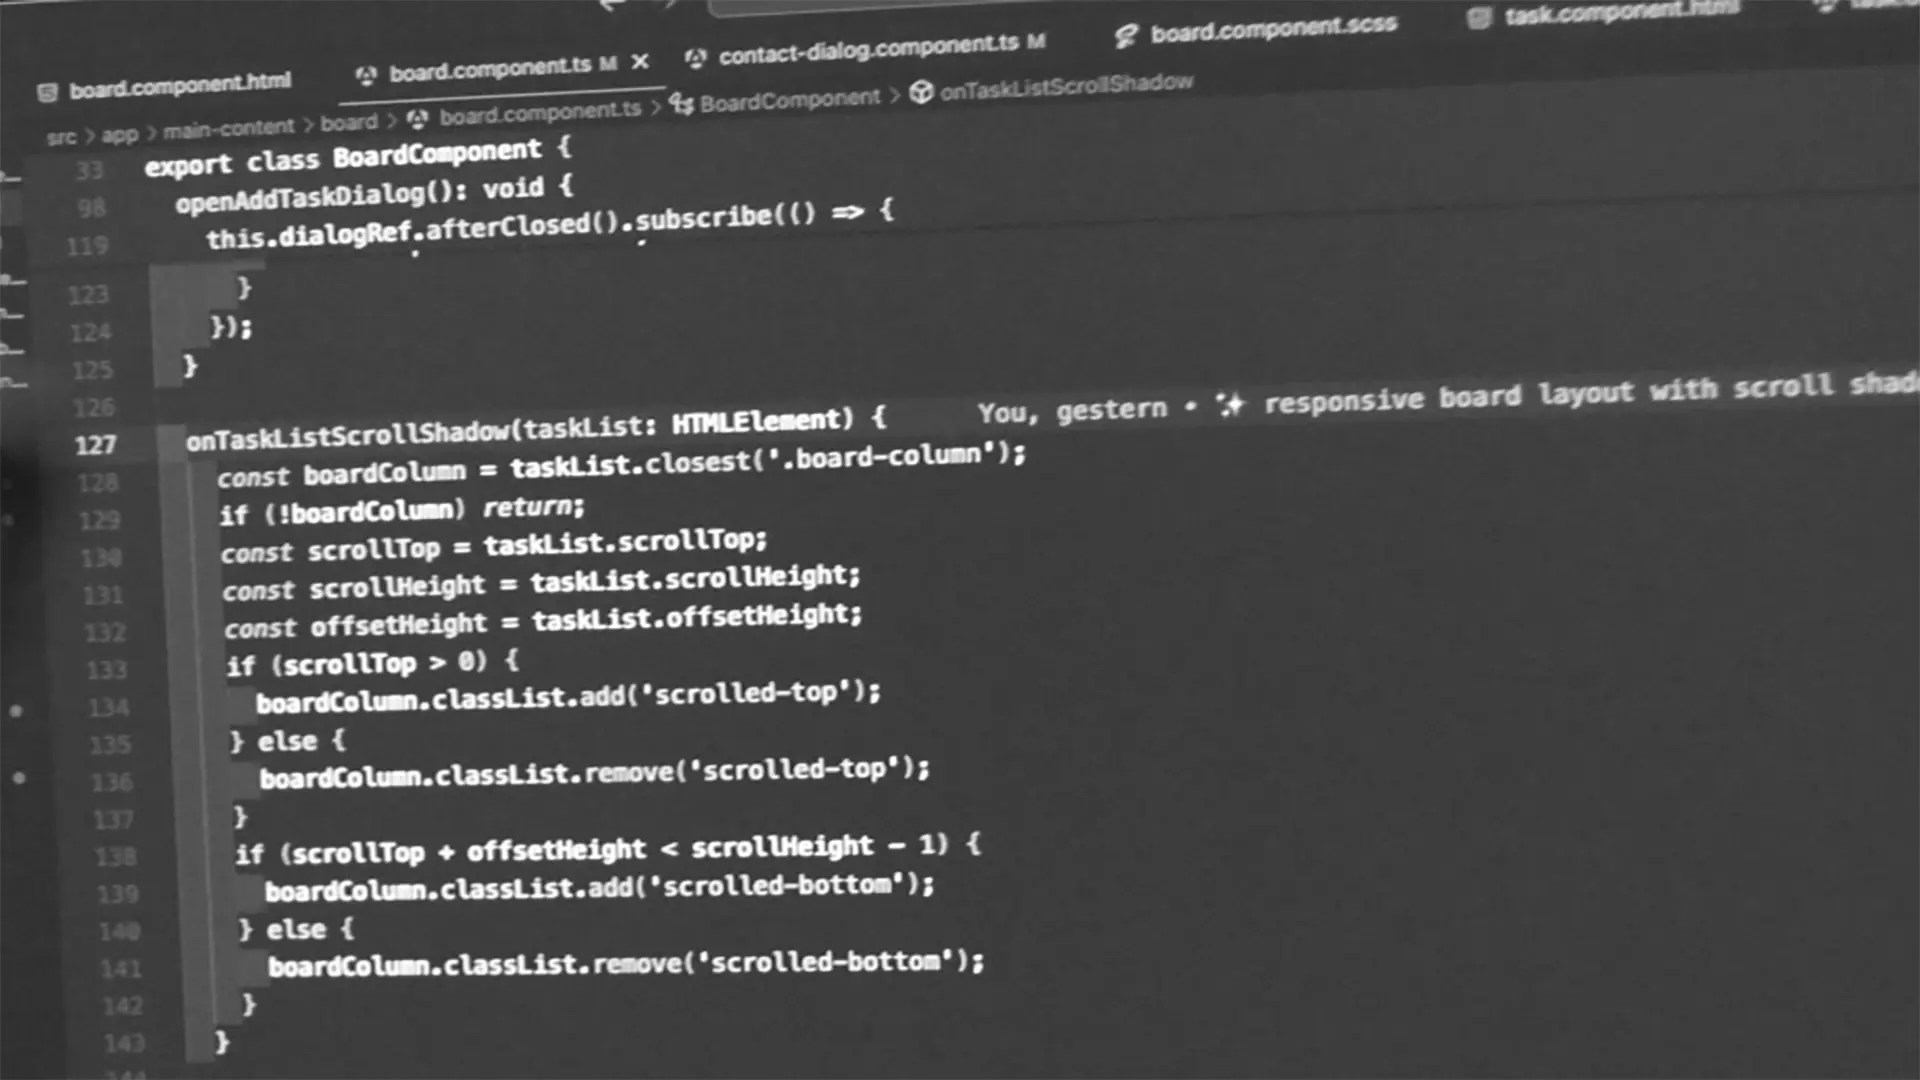 board.component.html
board.component.ts M
contact-dialog.component.ts M
board.component.scss
task.component.html
src > app > main-content > board > board.component.ts > BoardComponent > onTaskListScrollShadow
33 export class BoardComponent {
98 openAddTaskDialog(): void {
119 this.dialogRef.afterClosed().subscribe(() => {
123 }
124 });
125 }
126
127 onTaskListScrollShadow(taskList: HTMLElement) { You, gestern • ✨ responsive board layout with scroll
128 const boardColumn = taskList.closest('.board-column');
129 if (!boardColumn) return;
130 const scrollTop = taskList.scrollTop;
131 const scrollHeight = taskList.scrollHeight;
132 const offsetHeight = taskList.offsetHeight;
133 if (scrollTop > 0) {
134 boardColumn.classList.add('scrolled-top');
135 } else {
136 boardColumn.classList.remove('scrolled-top');
137 }
138 if (scrollTop + offsetHeight < scrollHeight - 1) {
139 boardColumn.classList.add('scrolled-bottom');
140 } else {
141 boardColumn.classList.remove('scrolled-bottom');
142 }
143 }